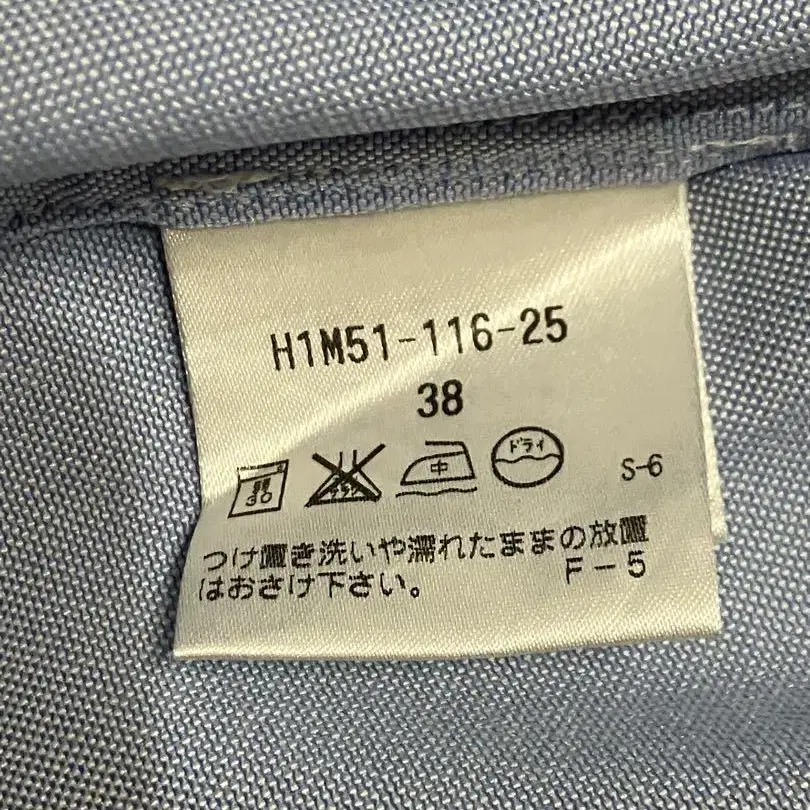 H1M51-116-25
38
30
中
ドライ
S-6
つけ置き洗いや濡れたままの放置
はおさけ下さい。
F-5